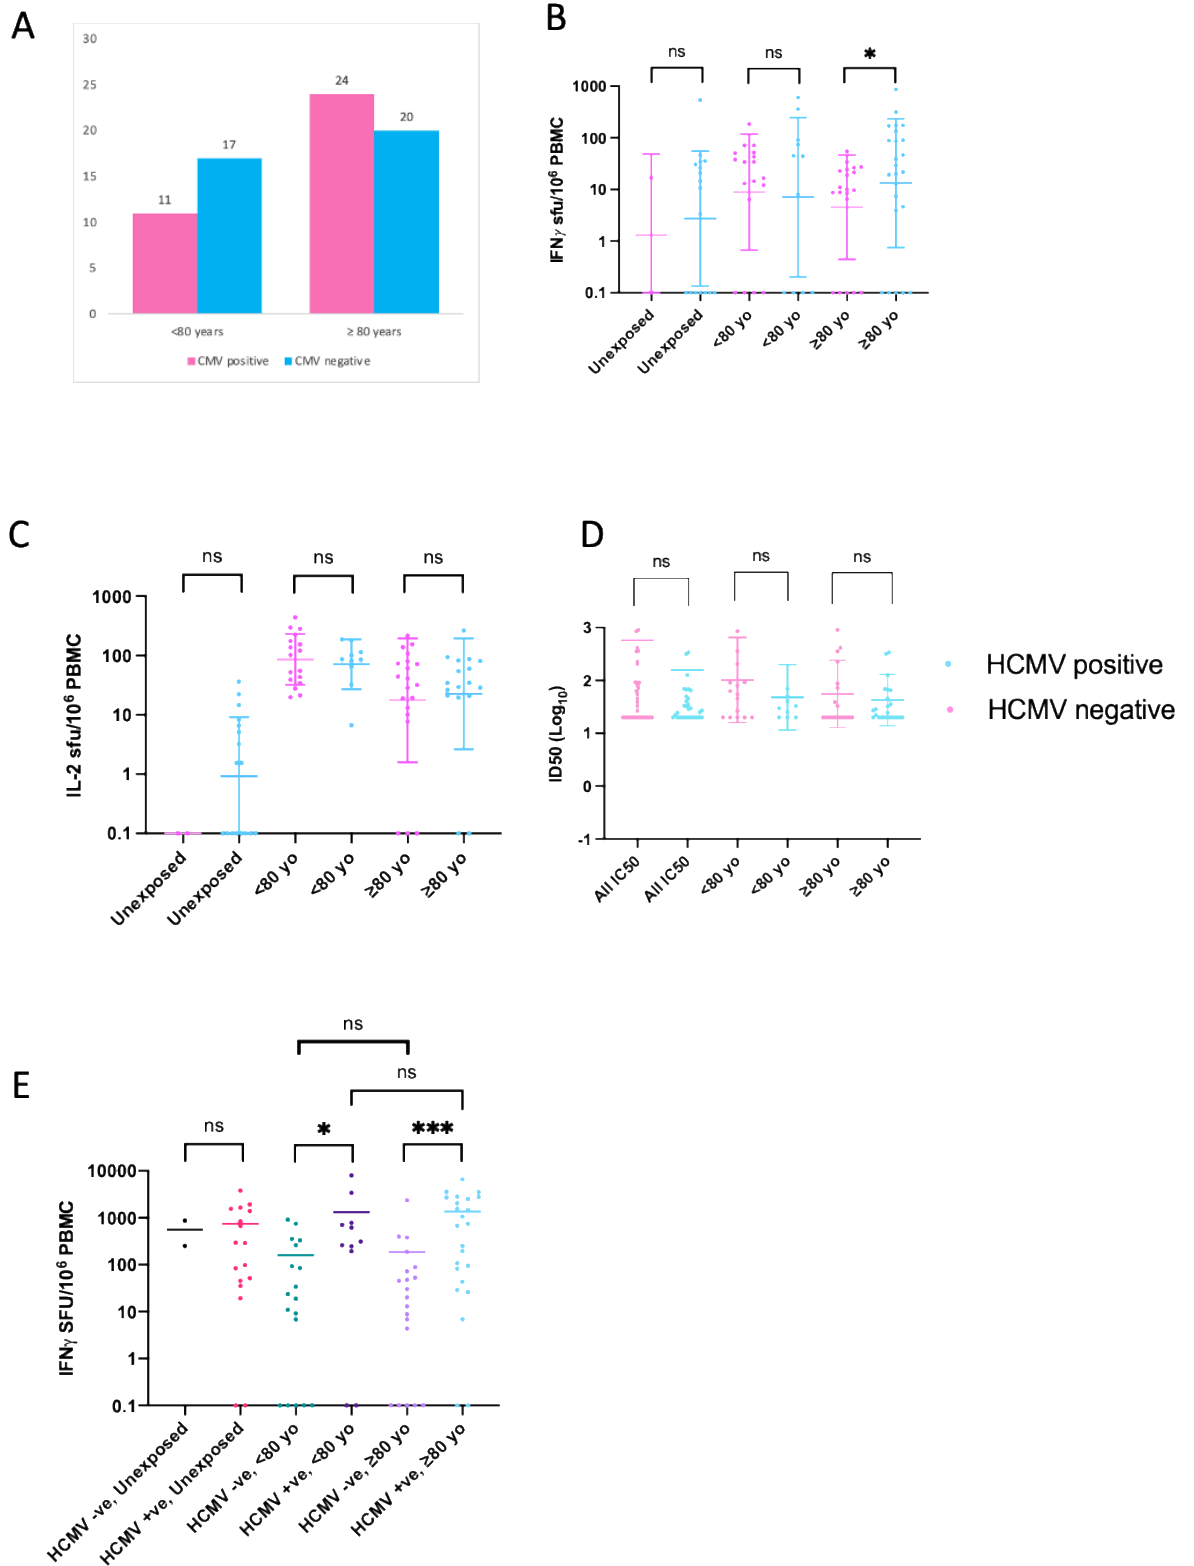 A
30
25
20
15
10
5
0
11
17
24
20
<80 years
≥ 80 years
CMV positive
CMV negative
B
ns
ns
*
IFNγ sfu/10⁶ PBMC
1000
100
10
1
0.1
Unexposed
Unexposed
<80 yo
<80 yo
≥80 yo
≥80 yo
C
ns
ns
ns
IL-2 sfu/10⁶ PBMC
1000
100
10
1
0.1
Unexposed
Unexposed
<80 yo
<80 yo
≥80 yo
≥80 yo
D
ns
ns
ns
ID50 (Log₁₀)
3
2
1
0
-1
All IC50
All IC50
<80 yo
<80 yo
≥80 yo
≥80 yo
HCMV positive
HCMV negative
E
ns
ns
ns
*
***
IFNγ SFU/10⁶ PBMC
10000
1000
100
10
1
0.1
HCMV -ve, Unexposed
HCMV +ve, Unexposed
HCMV -ve, <80 yo
HCMV +ve, <80 yo
HCMV -ve, ≥80 yo
HCMV +ve, ≥80 yo